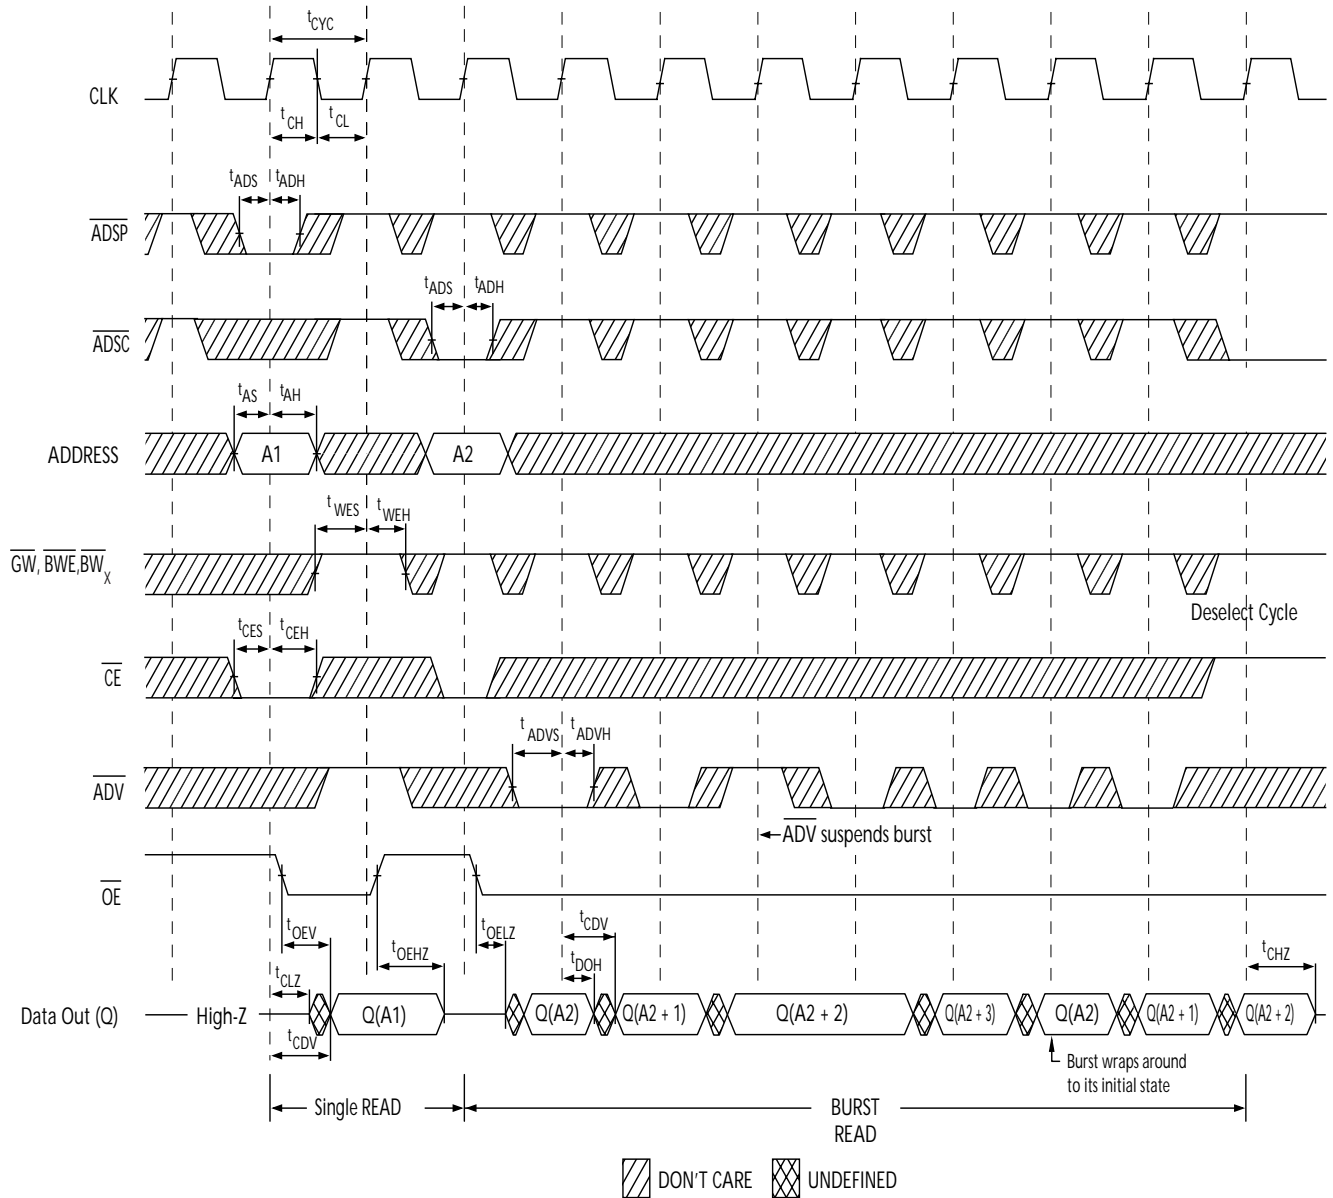 tCYC
CLK
tCH
tCL
tADS
tADH
ADSP
tADS
tADH
ADSC
tAS
tAH
ADDRESS
A1
A2
tWES
tWEH
GW, BWE,BWX
Deselect Cycle
tCES
tCEH
CE
tADVS
tADVH
ADV
ADV suspends burst
OE
tOEV
tOEHZ
tOELZ
tCDV
tDOH
tCLZ
tCHZ
Data Out (Q)
High-Z
Q(A1)
Q(A2)
Q(A2 + 1)
Q(A2 + 2)
Q(A2 + 3)
Q(A2)
Q(A2 + 1)
Q(A2 + 2)
tCDV
Burst wraps around
to its initial state
Single READ
BURST
READ
DON'T CARE
UNDEFINED